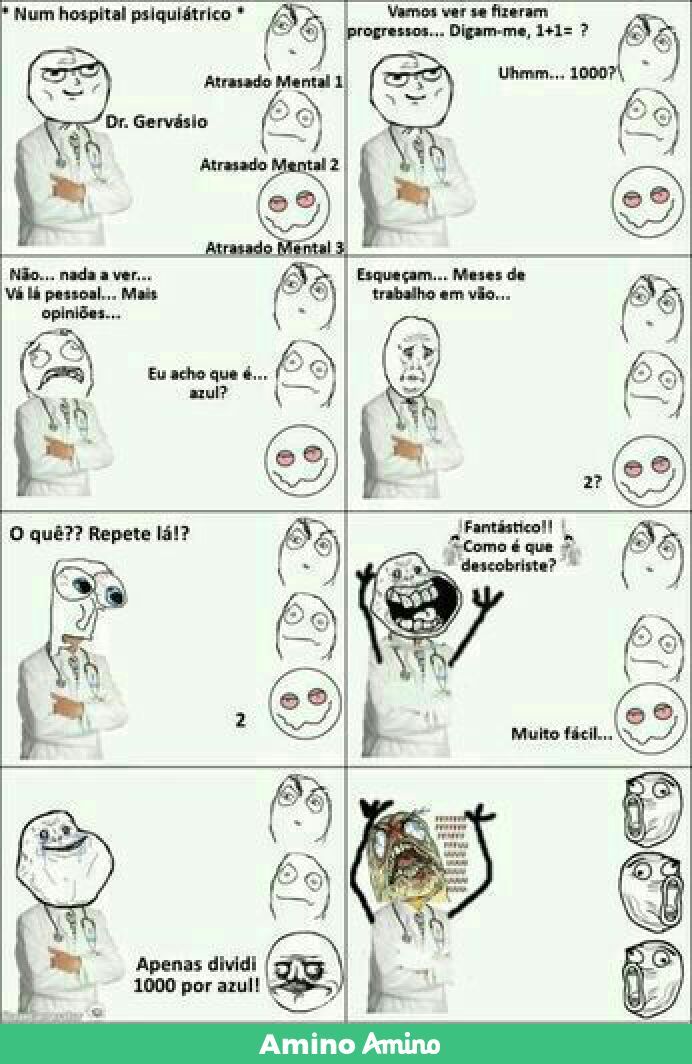 * Num hospital psiquiátrico *
Atrasado Mental 1
Dr. Gervásio
Atrasado Mental 2
Atrasado Mental 3
Vamos ver se fizeram
progressos... Digam-me, 1+1= ?
Uhmm... 1000?
Não... nada a ver...
Vá lá pessoal... Mais
opiniões...
Eu acho que é...
azul?
Esqueçam... Meses de
trabalho em vão...
2?
O quê?? Repete lá!?
2
Fantástico!!
Como é que
descobriste?
Muito fácil...
Apenas dividi
1000 por azul!
Amino Amino